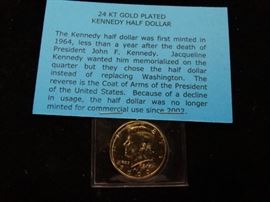 24 KT GOLD PLATED
KENNEDY HALF DOLLAR
The Kennedy half dollar was first minted in
1964, less than a year after the death of
President John F. Kennedy. Jacqueline
Kennedy wanted him memorialized on the
quarter but they chose the half dollar
instead of replacing Washington. The
reverse is the Coat of Arms of the President
of the United States. Because of a decline
in usage, the half dollar was no longer
minted for commercial use since 2002.